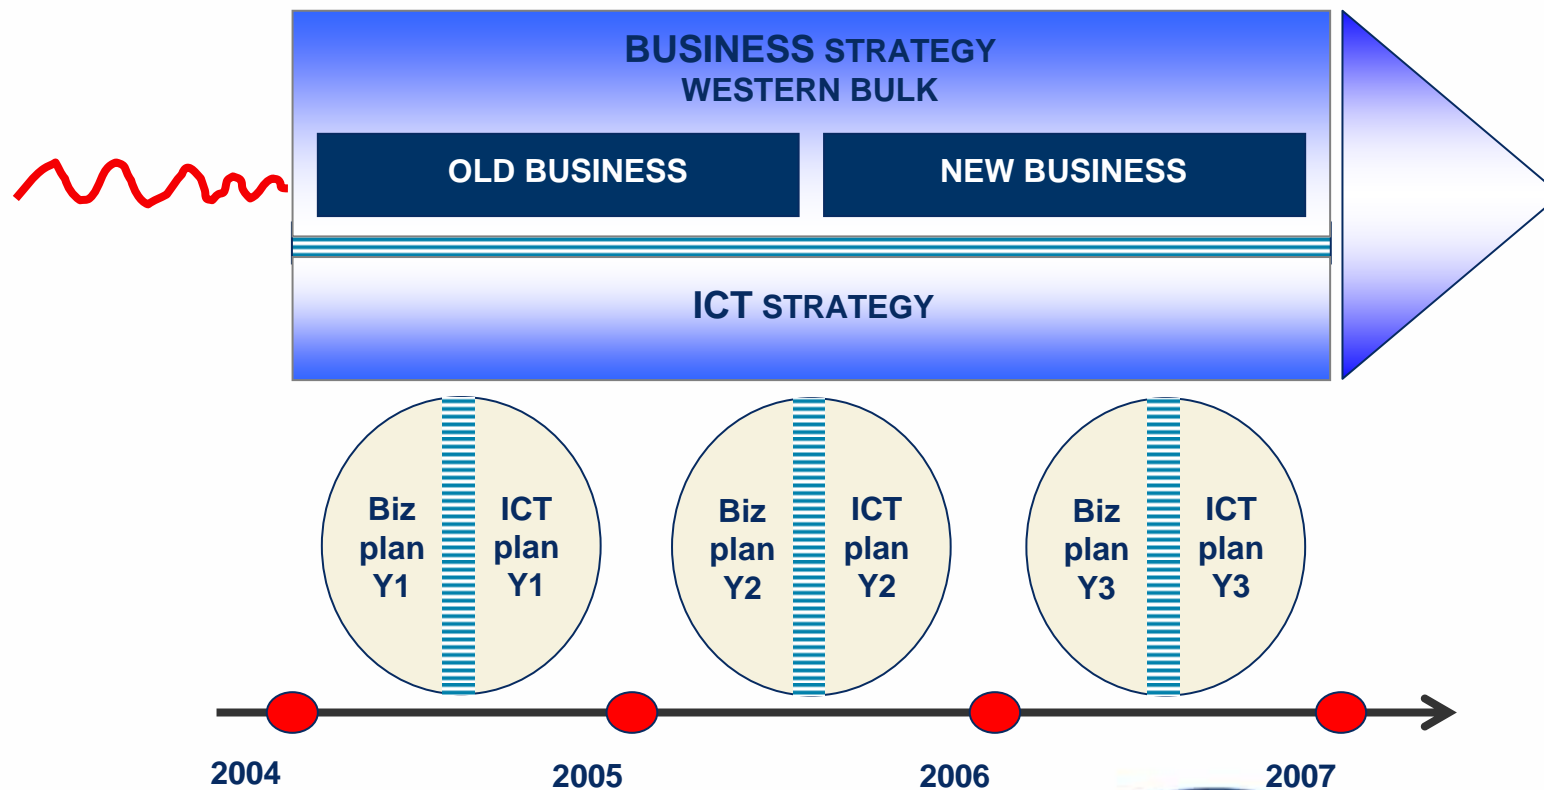 BUSINESS STRATEGY
WESTERN BULK
OLD BUSINESS
NEW BUSINESS
ICT STRATEGY
Biz
plan
Y1
ICT
plan
Y1
Biz
plan
Y2
ICT
plan
Y2
Biz
plan
Y3
ICT
plan
Y3
2004
2005
2006
2007